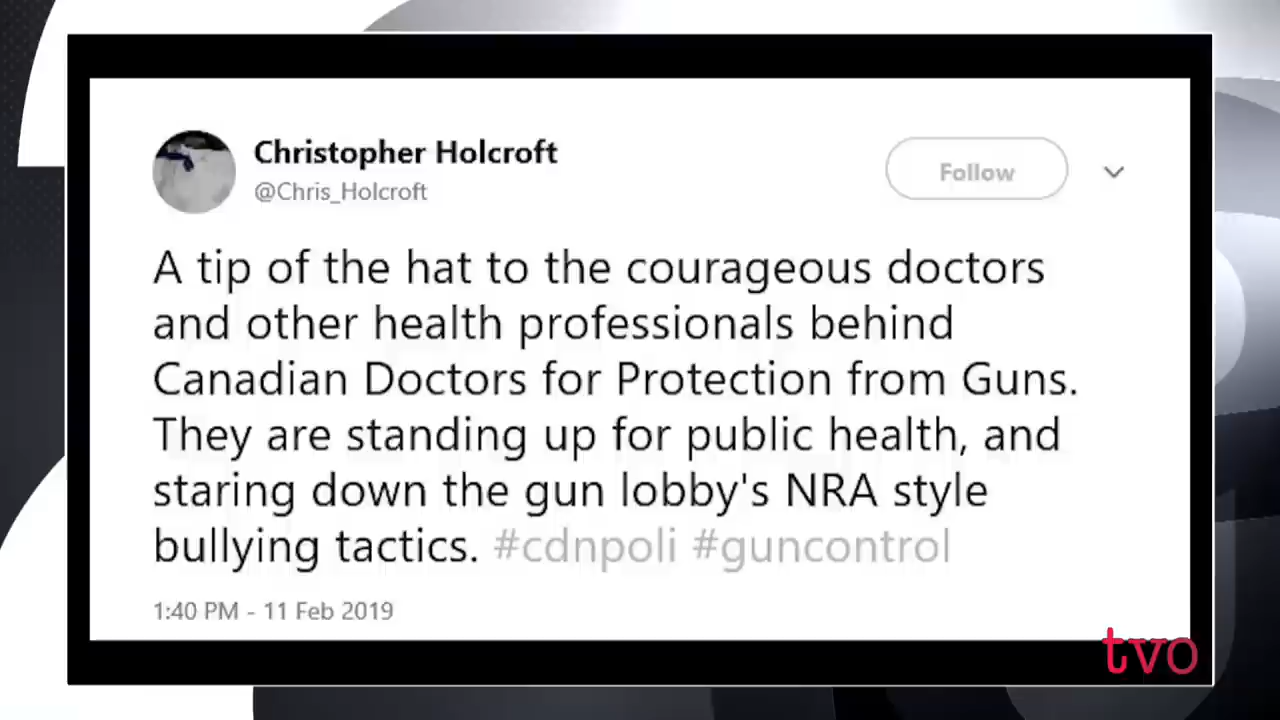 Christopher Holcroft
@Chris_Holcroft
Follow
A tip of the hat to the courageous doctors
and other health professionals behind
Canadian Doctors for Protection from Guns.
They are standing up for public health, and
staring down the gun lobby's NRA style
bullying tactics. #cdnpoli #guncontrol
1:40 PM - 11 Feb 2019
tvo